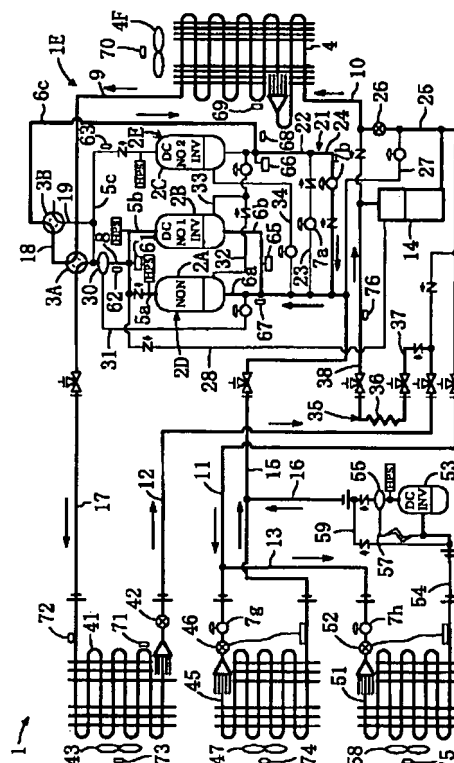 1E
4F
70
9
6c
3B
19
18
3A
5c
63
2E
DC
NO 2
INV
2C
HPS
8
30
5b
HPS
DC
NO 1
INV
2B
61
62
5a
HPS
NON
2A
2D
31
6a
32
6b
33
34
65
67
66
68
69
4
10
22
21
24
7b
7a
23
26
25
27
14
28
76
38
35
36
37
17
12
11
15
16
13
59
55
HPS
53
DC
INV
57
54
1
72
41
71
42
43
73
7g
46
45
47
74
7h
52
51
58
75